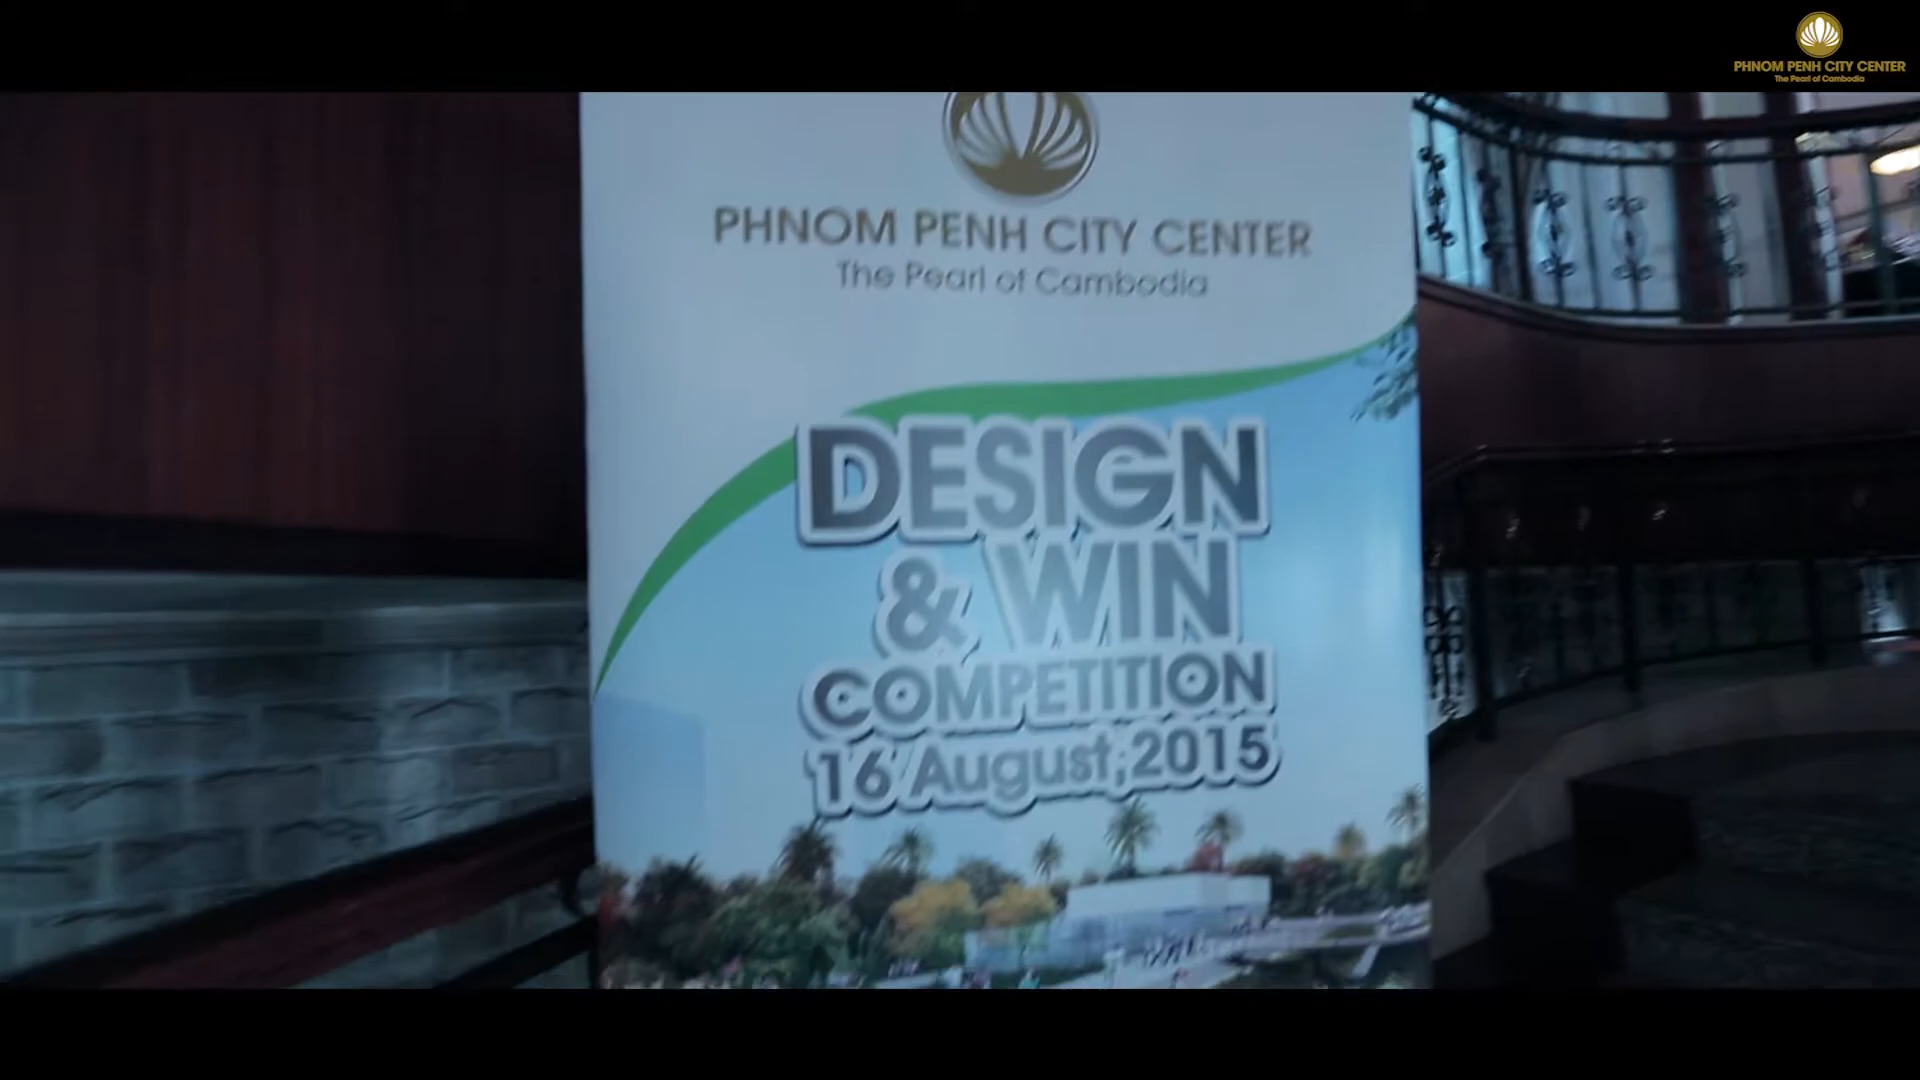 PHNOM PENH CITY CENTER
The Pearl of Cambodia
PHNOM PENH CITY CENTER
The Pearl of Cambodia
DESIGN
& WIN
COMPETITION
16 August,2015